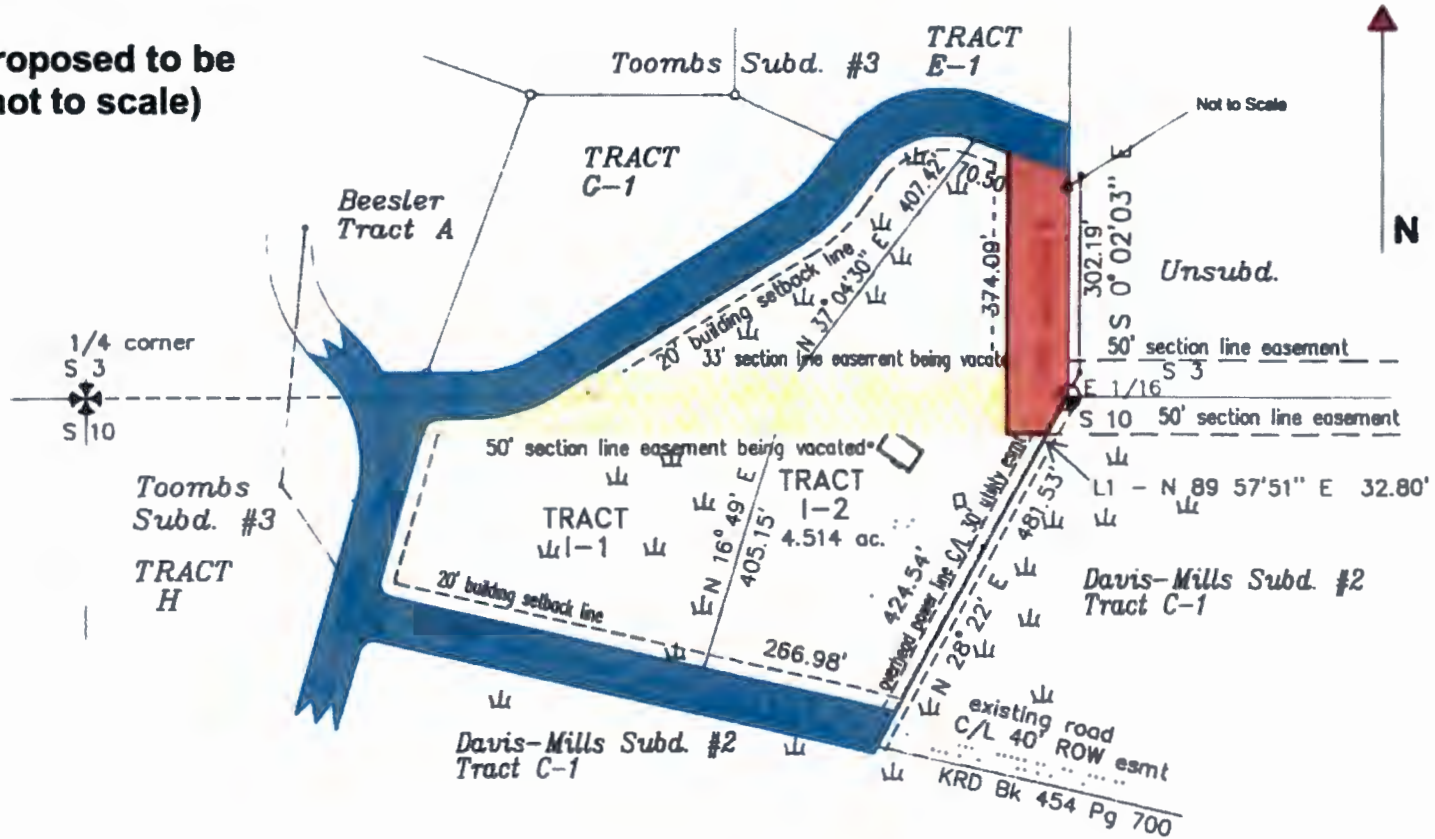 roposed to be
not to scale)
Toombs Subd. #3
TRACT
E-1
Not to Scale
N
TRACT
G-1
Beesler
Tract A
407.42'
70.50
N 37° 04'30" E
374.09'
302.19'
S 0° 02'03" E
Unsubd.
20' building setback line
33' section line easement being vacate
50' section line easement
1/4 corner
S 3
S 10
S 3
E 1/16
S 10 50' section line easement
50' section line easement being vacated
L1 - N 89 57'51" E 32.80'
Toombs
Subd. #3
TRACT
H
TRACT
I-1
N 16° 49' E
405.15'
TRACT
I-2
4.514 ac.
424.54'
overhead power line C/L 30' utility esmt
N 28° 22' E 481.53'
Davis-Mills Subd. #2
Tract C-1
20' building setback line
266.98'
Davis-Mills Subd. #2
Tract C-1
existing road
C/L 40' ROW esmt
KRD Bk 454 Pg 700